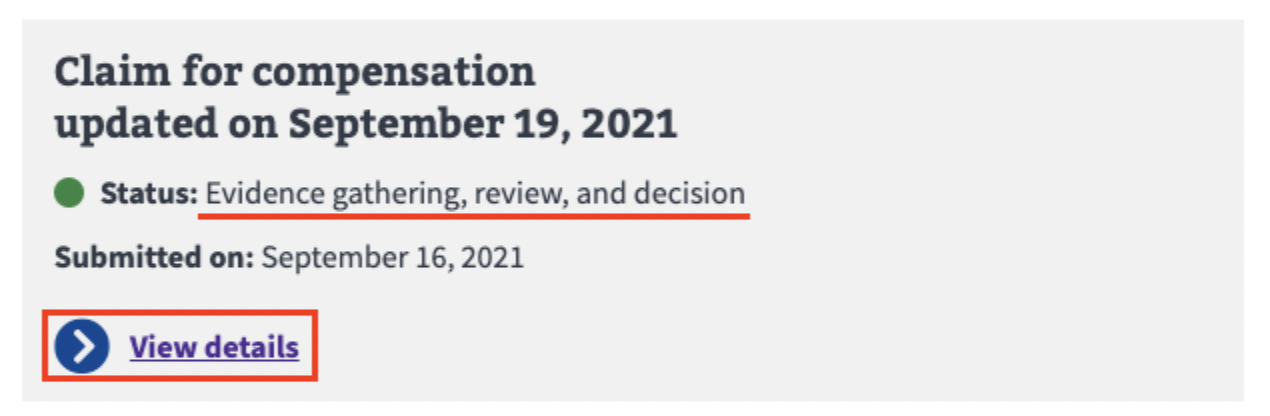 Claim for compensation
updated on September 19, 2021
Status: Evidence gathering, review, and decision
Submitted on: September 16, 2021
View details